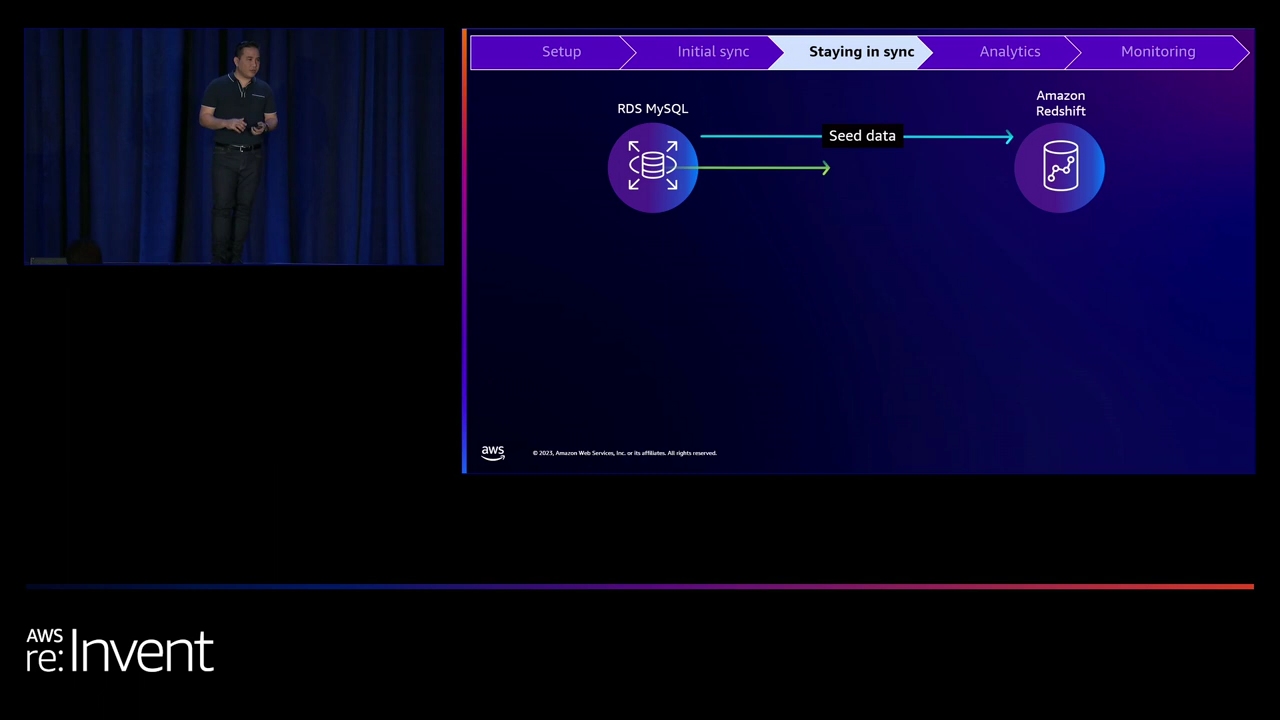 Setup
Initial sync
Staying in sync
Analytics
Monitoring
RDS MySQL
Amazon
Redshift
Seed data
aws
© 2023, Amazon Web Services, Inc. or its affiliates. All rights reserved.
AWS
re:Invent